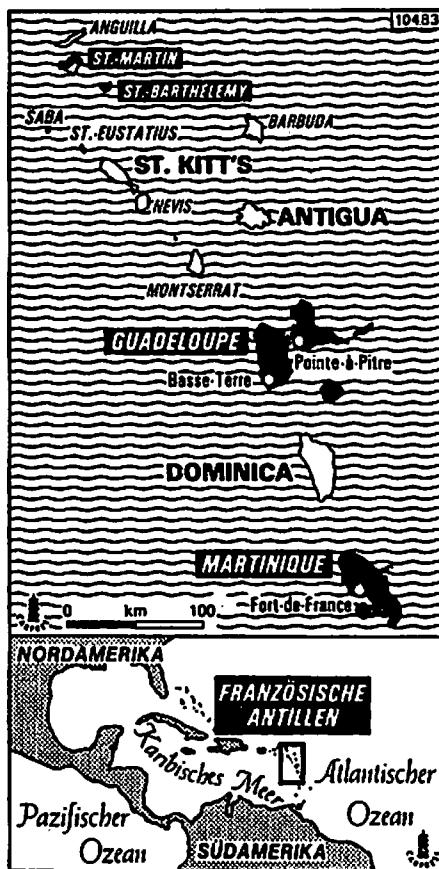 10483
ANGUILLA
ST.-MARTIN
ST.-BARTHELEMY
SABA
ST.-EUSTATIUS
BARBUDA
ST. KITT'S
NEVIS
ANTIGUA
MONTSERRAT
GUADELOUPE
Pointe-à-Pitre
Basse-Terre
DOMINICA
MARTINIQUE
Fort-de-France
0 km 100
NORDAMERIKA
FRANZÖSISCHE
ANTILLEN
Karibisches Meer
Atlantischer
Ozean
Pazifischer
Ozean
SÜDAMERIKA